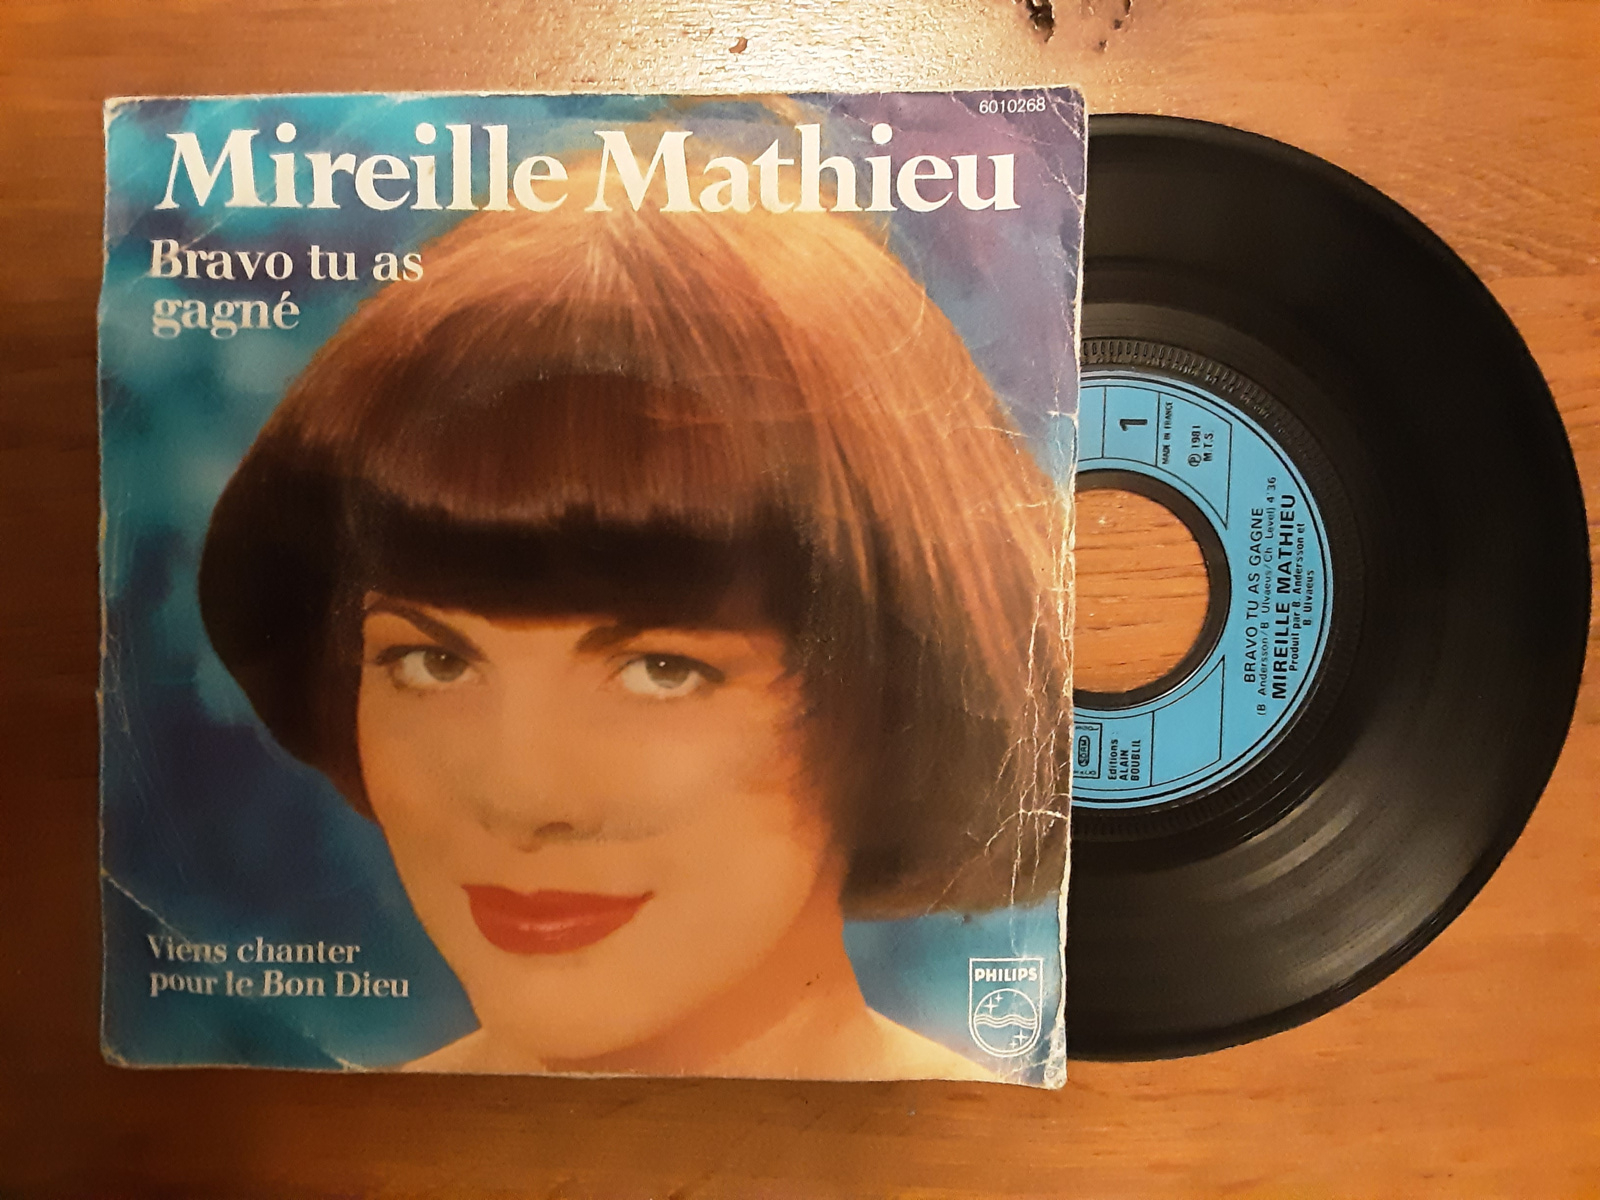 6010268
Mireille Mathieu
Bravo tu as
gagné
Viens chanter
pour le Bon Dieu
PHILIPS
1
MADE IN FRANCE
℗ 1981
M.T.S.
BRAVO TU AS GAGNE
(B Andersson/B Ulvaeus/Ch Level) 4'36
MIREILLE MATHIEU
Produit par B. Andersson et
B. Ulvaeus
Editions :
ALAIN
BOUBLIL